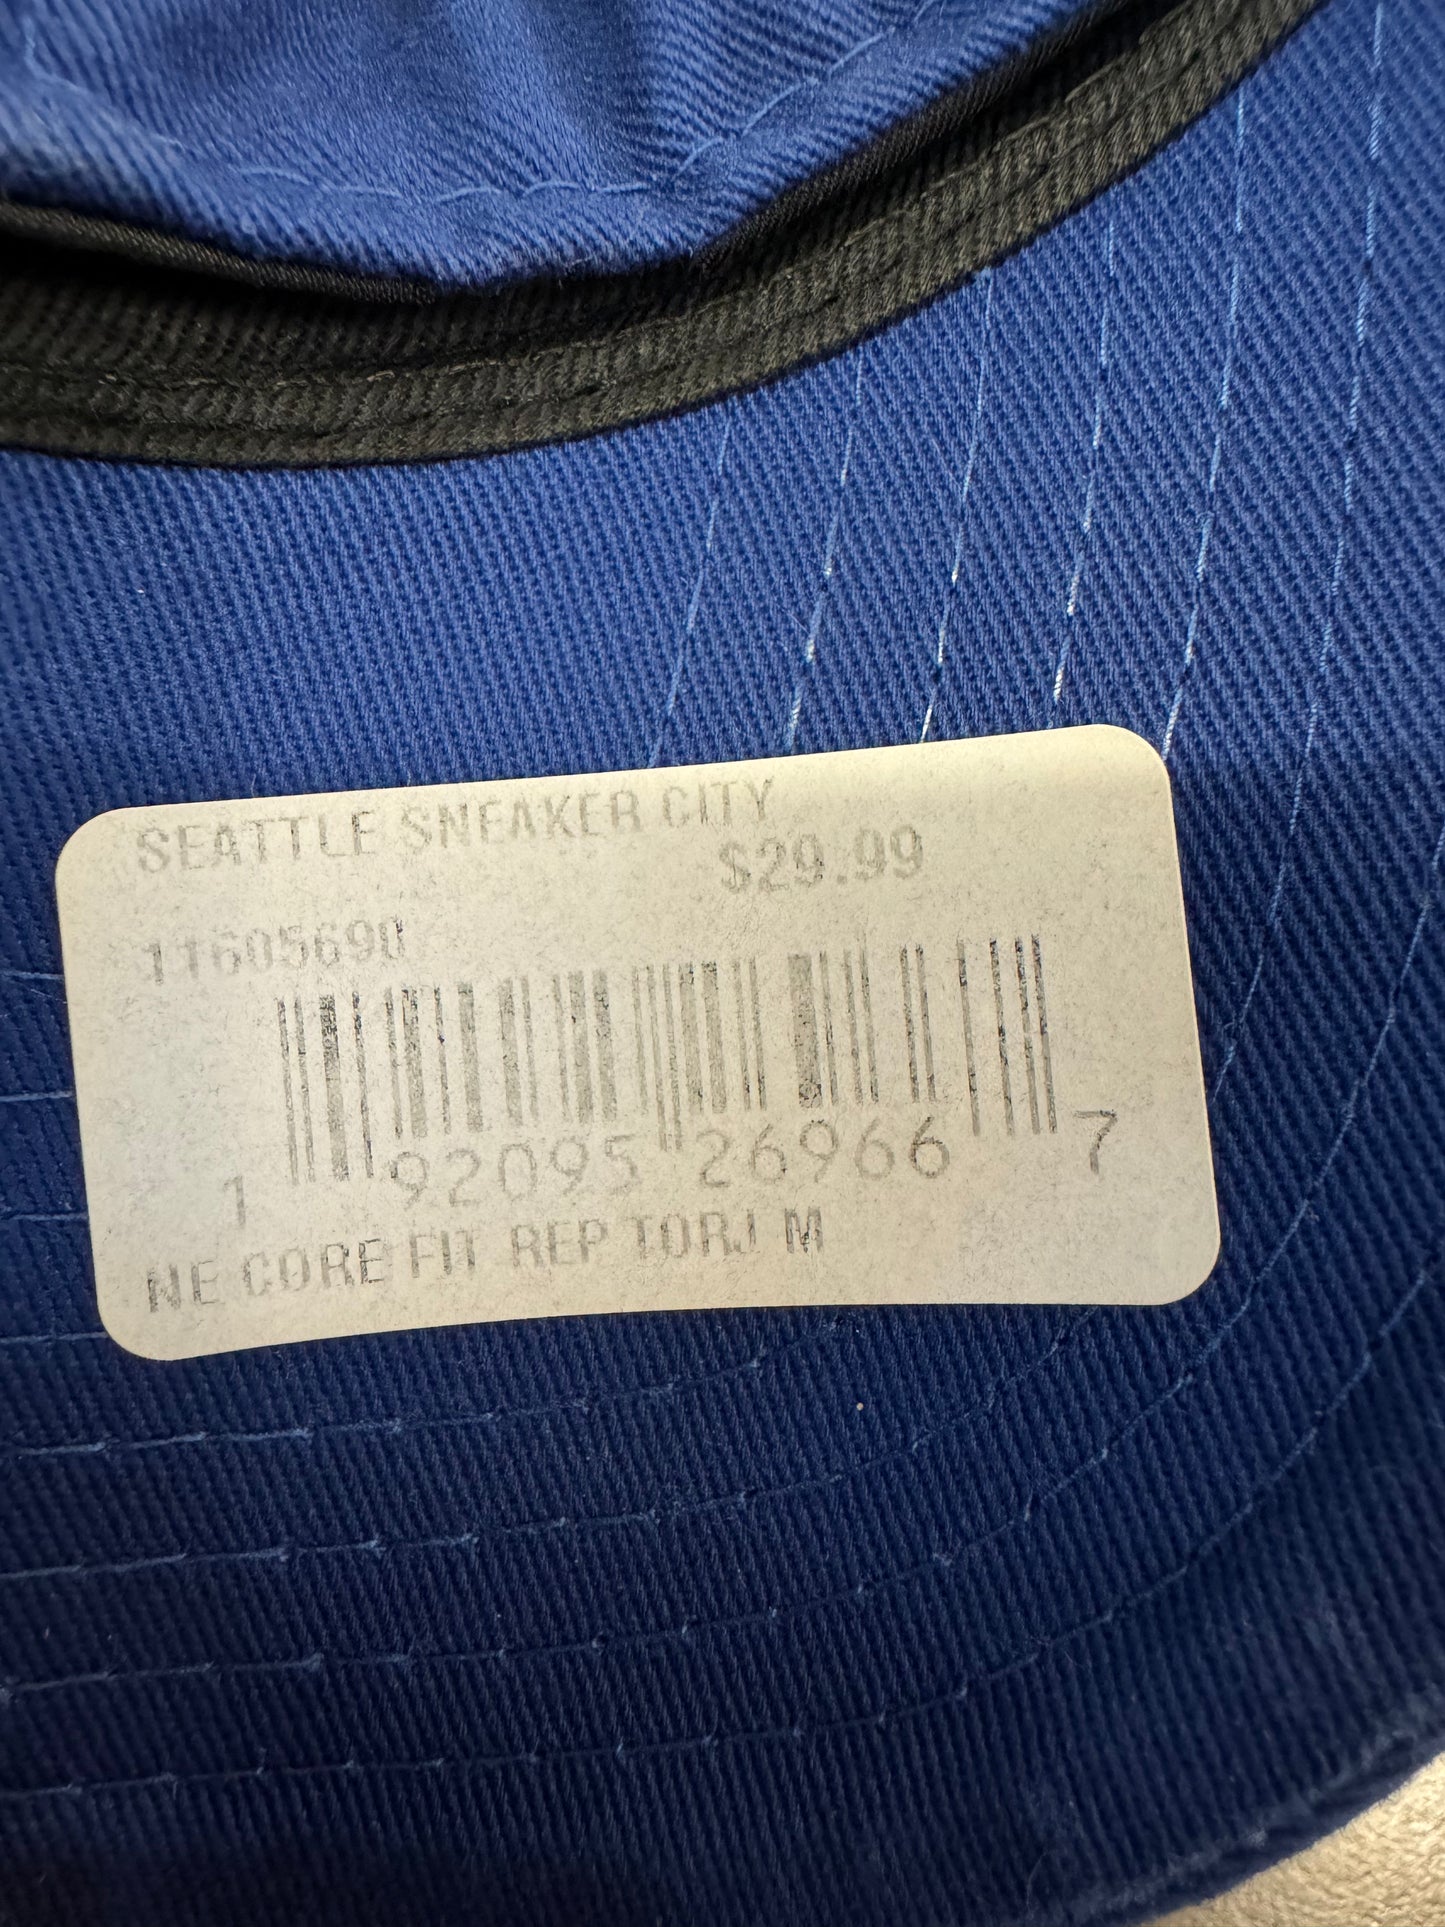 SEATTLE SNEAKER CITY
$29.99
11605690
1 92095 26966 7
NE CORE FIT REP TORJ M